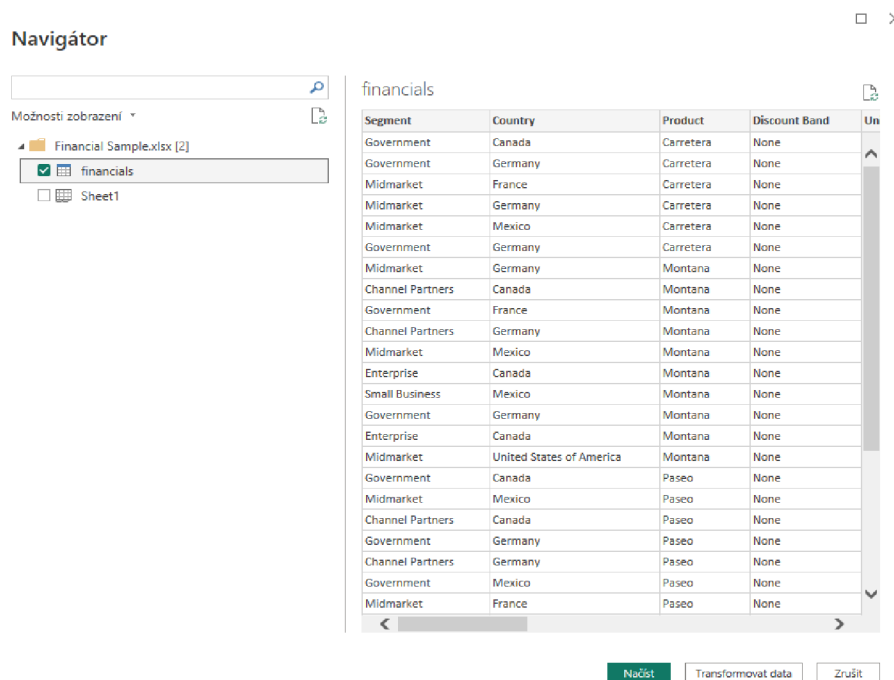 Navigátor
Možnosti zobrazení
Financial Sample.xlsx [2]
financials
Sheet1
financials
Segment Country Product Discount Band Un
Government Canada Carretera None
Government Germany Carretera None
Midmarket France Carretera None
Midmarket Germany Carretera None
Midmarket Mexico Carretera None
Government Germany Carretera None
Midmarket Germany Montana None
Channel Partners Canada Montana None
Government France Montana None
Channel Partners Germany Montana None
Midmarket Mexico Montana None
Enterprise Canada Montana None
Small Business Mexico Montana None
Government Germany Montana None
Enterprise Canada Montana None
Midmarket United States of America Montana None
Government Canada Paseo None
Midmarket Mexico Paseo None
Channel Partners Canada Paseo None
Government Germany Paseo None
Channel Partners Germany Paseo None
Government Mexico Paseo None
Midmarket France Paseo None
Načíst Transformovat data Zrušit